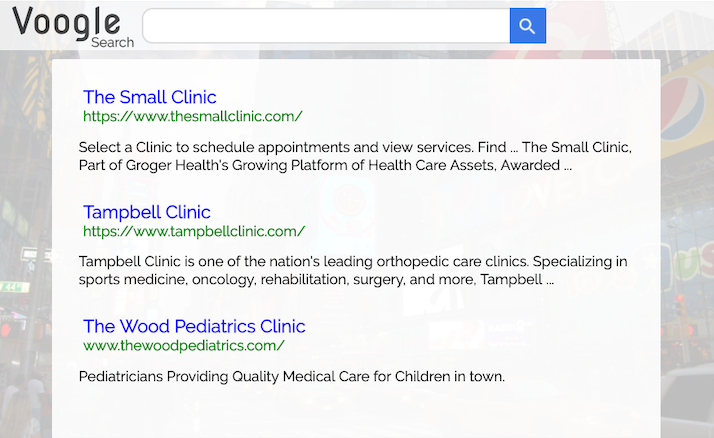 Voogle
Search
The Small Clinic
https://www.thesmallclinic.com/
Select a Clinic to schedule appointments and view services. Find ... The Small Clinic,
Part of Groger Health's Growing Platform of Health Care Assets, Awarded ...
Tampbell Clinic
https://www.tampbellclinic.com/
Tampbell Clinic is one of the nation's leading orthopedic care clinics. Specializing in
sports medicine, oncology, rehabilitation, surgery, and more, Tampbell ...
The Wood Pediatrics Clinic
www.thewoodpediatrics.com/
Pediatricians Providing Quality Medical Care for Children in town.